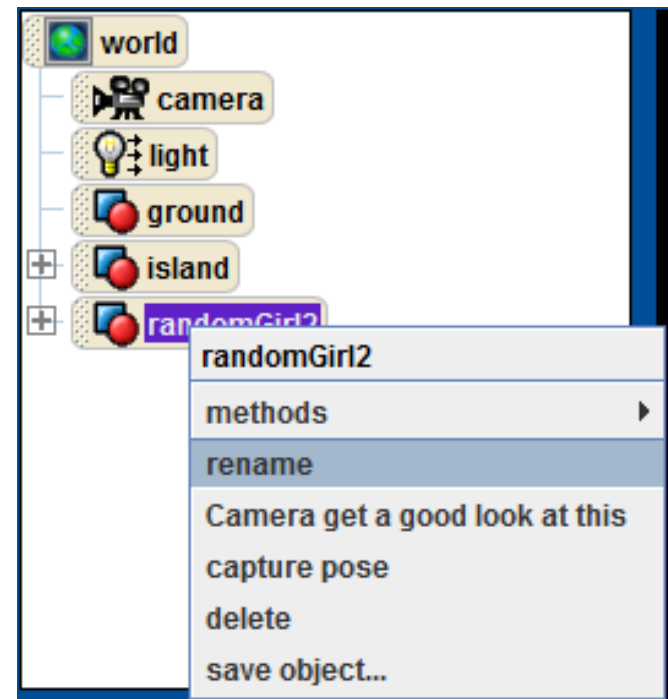 world
camera
light
ground
island
randomGirl2
randomGirl2
methods
rename
Camera get a good look at this
capture pose
delete
save object...